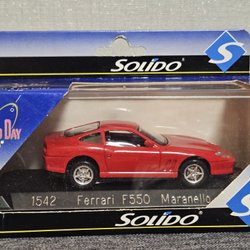 SOLIDO
S
DAY
1542 Ferrari F550 Maranello
SOLIDO
S